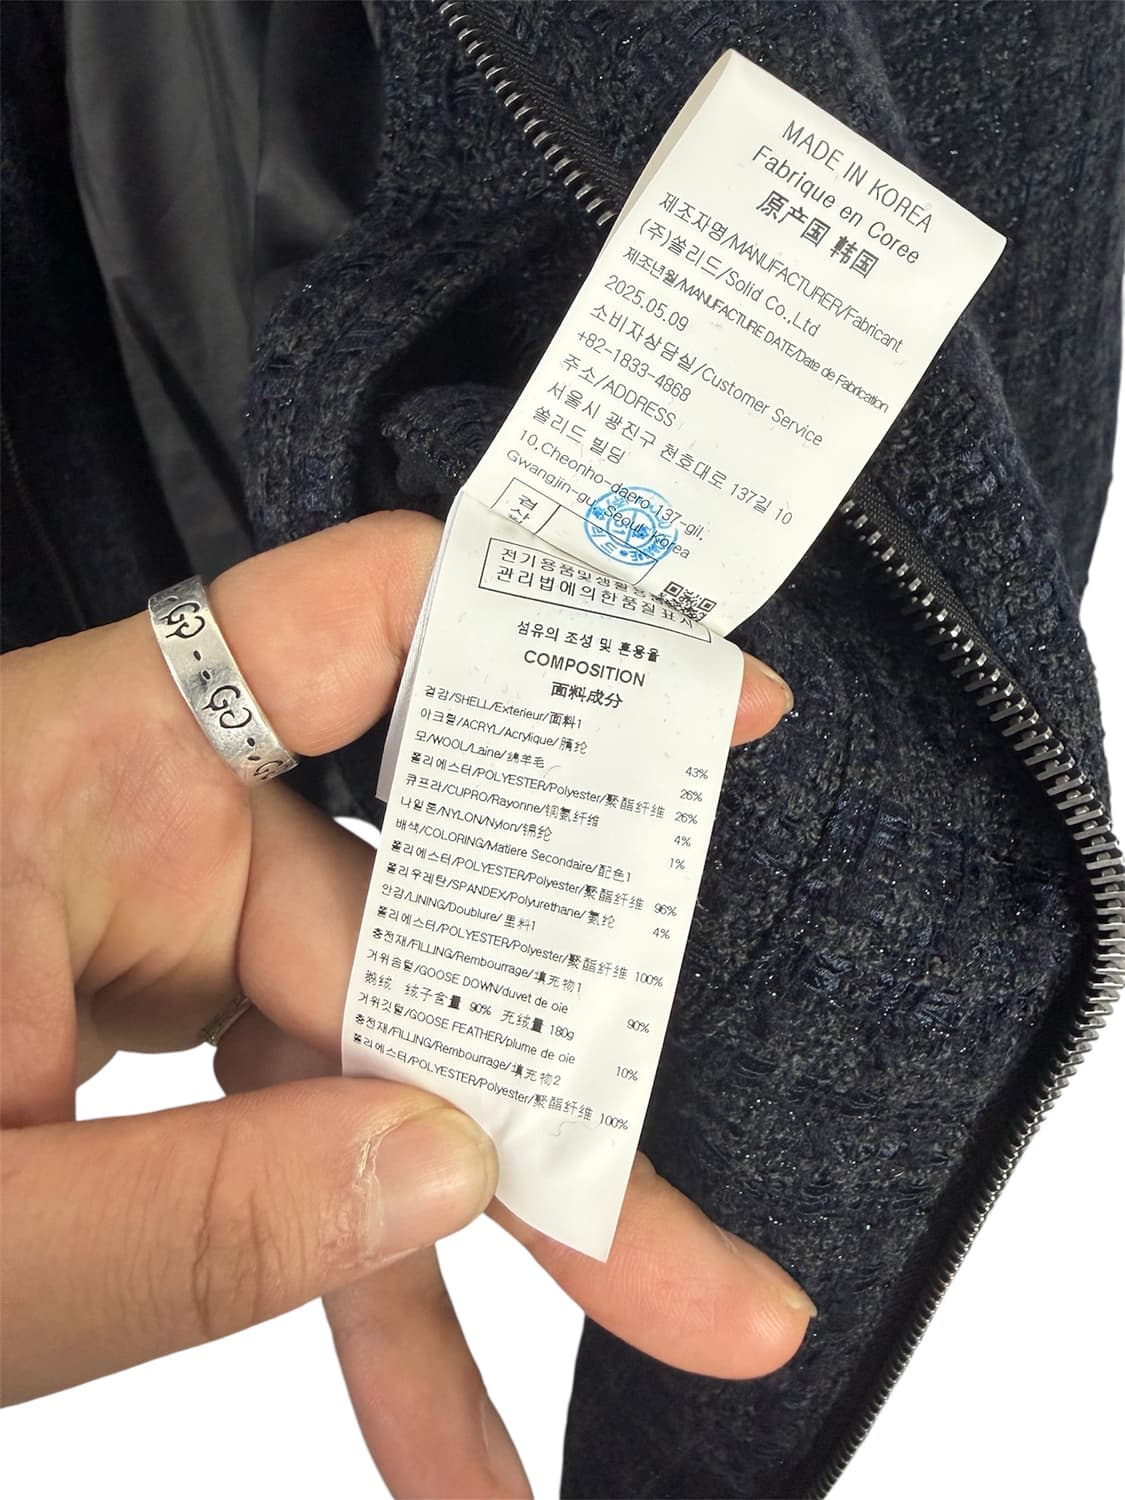 MADE IN KOREA
Fabrique en Coree
原产国 韩国
제조자명/MANUFACTURER/Fabricant
(주)쏠리드/Solid Co.,Ltd
제조년월/MANUFACTURE DATE/Date de Fabrication
2025.05.09
소비자상담실/Customer Service
+82-1833-4868
주소/ADDRESS
서울시 광진구 천호대로 137길 10
쏠리드 빌딩
10,Cheonho-daero 137-gil,
Gwangjin-gu, Seoul, Korea
전기용품및생활
관리법에의한품질표시
섬유의 조성 및 혼용율
COMPOSITION
面料成分
겉감/SHELL/Exterieur/面料1
아크릴/ACRYL/Acrylique/腈纶 43%
모/WOOL/Laine/绵羊毛 26%
폴리에스터/POLYESTER/Polyester/聚酯纤维 26%
큐프라/CUPRO/Rayonne/铜氨纤维 4%
나일론/NYLON/Nylon/锦纶 1%
배색/COLORING/Matiere Secondaire/配色1
폴리에스터/POLYESTER/Polyester/聚酯纤维 96%
폴리우레탄/SPANDEX/Polyurethane/氨纶 4%
안감/LINING/Doublure/里料1
폴리에스터/POLYESTER/Polyester/聚酯纤维 100%
충전재/FILLING/Rembourrage/填充物1
거위솜털/GOOSE DOWN/duvet de oie 90%
鹅绒 绒子含量 90% 充绒量 180g
거위깃털/GOOSE FEATHER/plume de oie 10%
충전재/FILLING/Rembourrage/填充物2
폴리에스터/POLYESTER/Polyester/聚酯纤维 100%